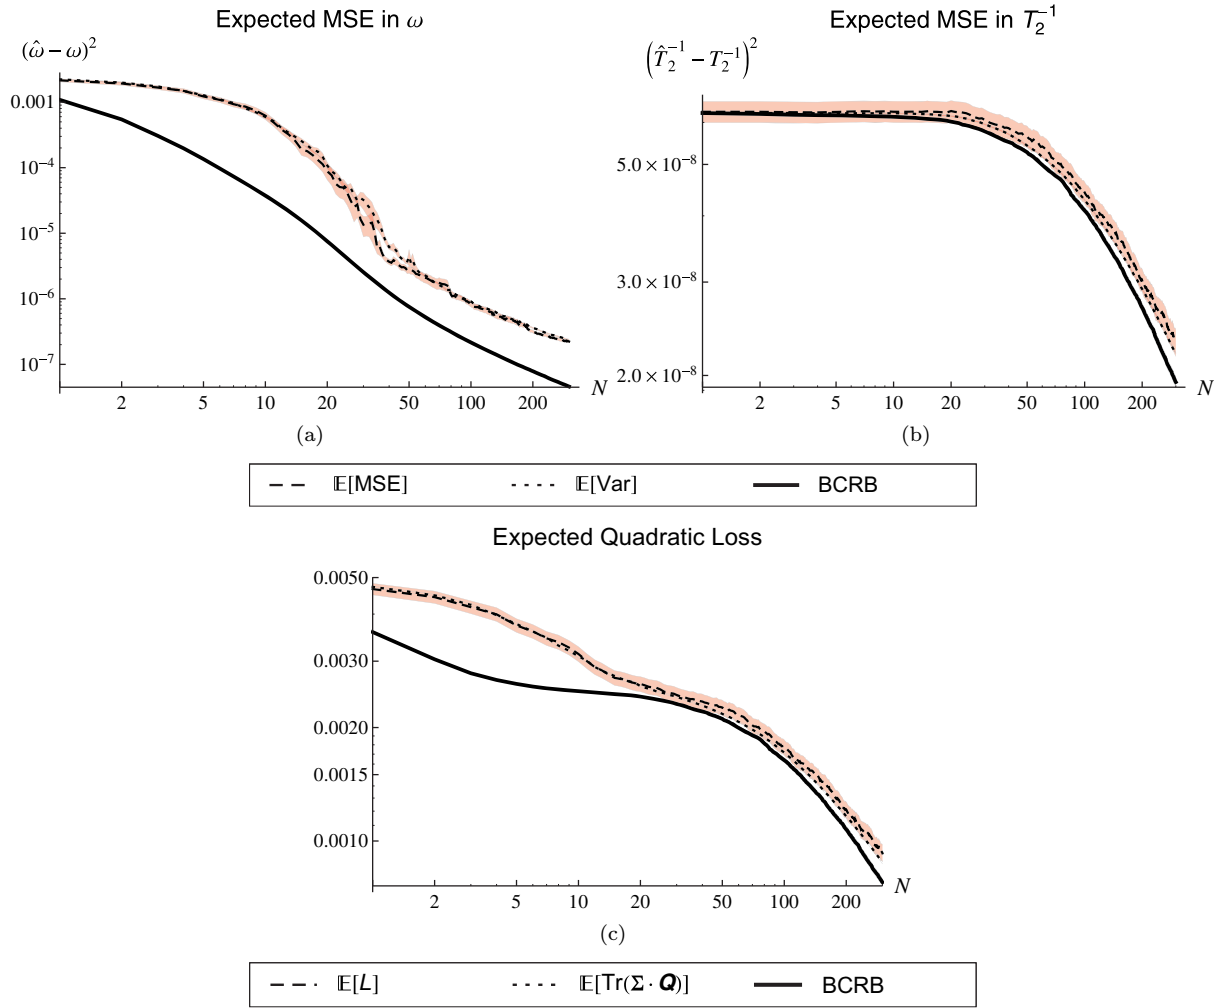 Expected MSE in ω
(ω̂ − ω)²
0.001
10⁻⁴
10⁻⁵
10⁻⁶
10⁻⁷
2 5 10 20 50 100 200 N
(a)
Expected MSE in T₂⁻¹
(T̂₂⁻¹ − T₂⁻¹)²
5.0 × 10⁻⁸
3.0 × 10⁻⁸
2.0 × 10⁻⁸
2 5 10 20 50 100 200 N
(b)
𝔼[MSE] 𝔼[Var] BCRB
Expected Quadratic Loss
0.0050
0.0030
0.0020
0.0015
0.0010
2 5 10 20 50 100 200 N
(c)
𝔼[L] 𝔼[Tr(Σ · Q)] BCRB